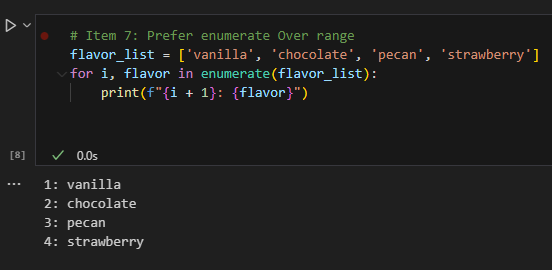 # Item 7: Prefer enumerate Over range
flavor_list = ['vanilla', 'chocolate', 'pecan', 'strawberry']
for i, flavor in enumerate(flavor_list):
    print(f"{i + 1}: {flavor}")
[8] 0.0s
... 1: vanilla
2: chocolate
3: pecan
4: strawberry